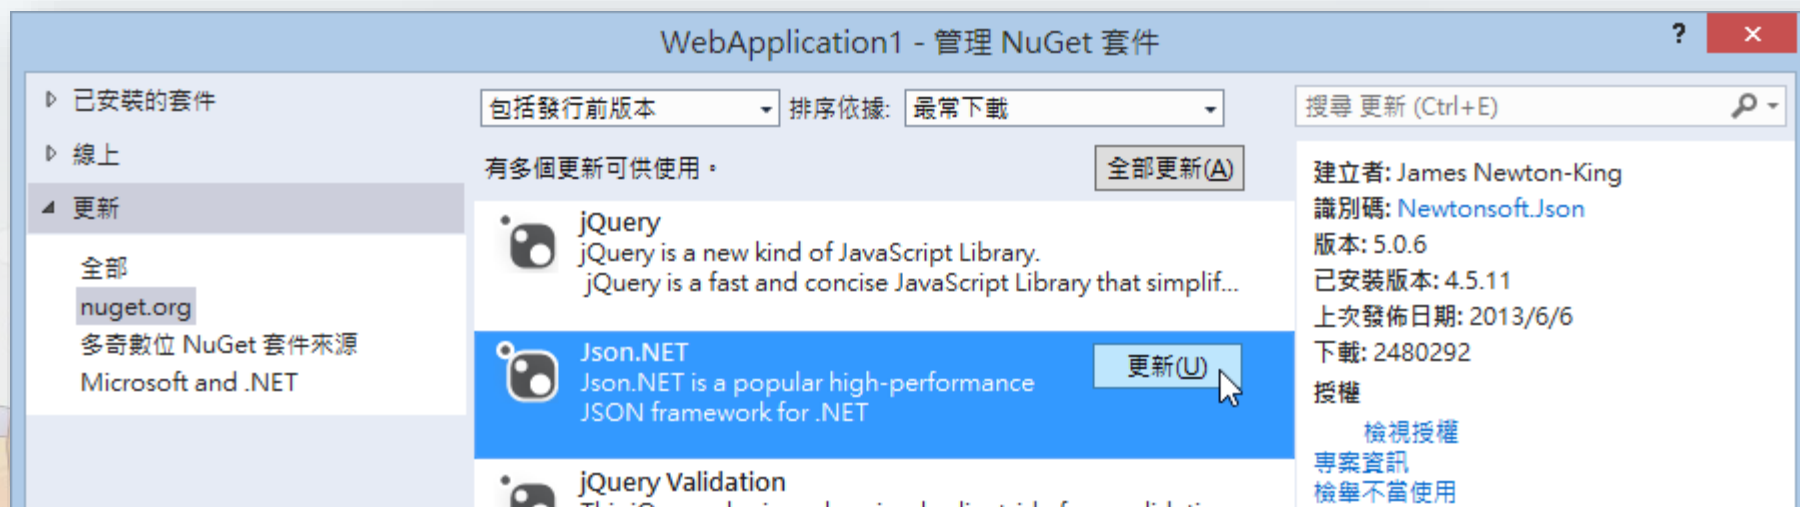 WebApplication1 - 管理 NuGet 套件
?
已安裝的套件
線上
更新
全部
nuget.org
多奇數位 NuGet 套件來源
Microsoft and .NET
包括發行前版本
排序依據:
最常下載
有多個更新可供使用。
全部更新(A)
jQuery
jQuery is a new kind of JavaScript Library.
jQuery is a fast and concise JavaScript Library that simplif...
Json.NET
更新(U)
Json.NET is a popular high-performance
JSON framework for .NET
jQuery Validation
搜尋 更新 (Ctrl+E)
建立者: James Newton-King
識別碼: Newtonsoft.Json
版本: 5.0.6
已安裝版本: 4.5.11
上次發佈日期: 2013/6/6
下載: 2480292
授權
檢視授權
專案資訊
檢舉不當使用